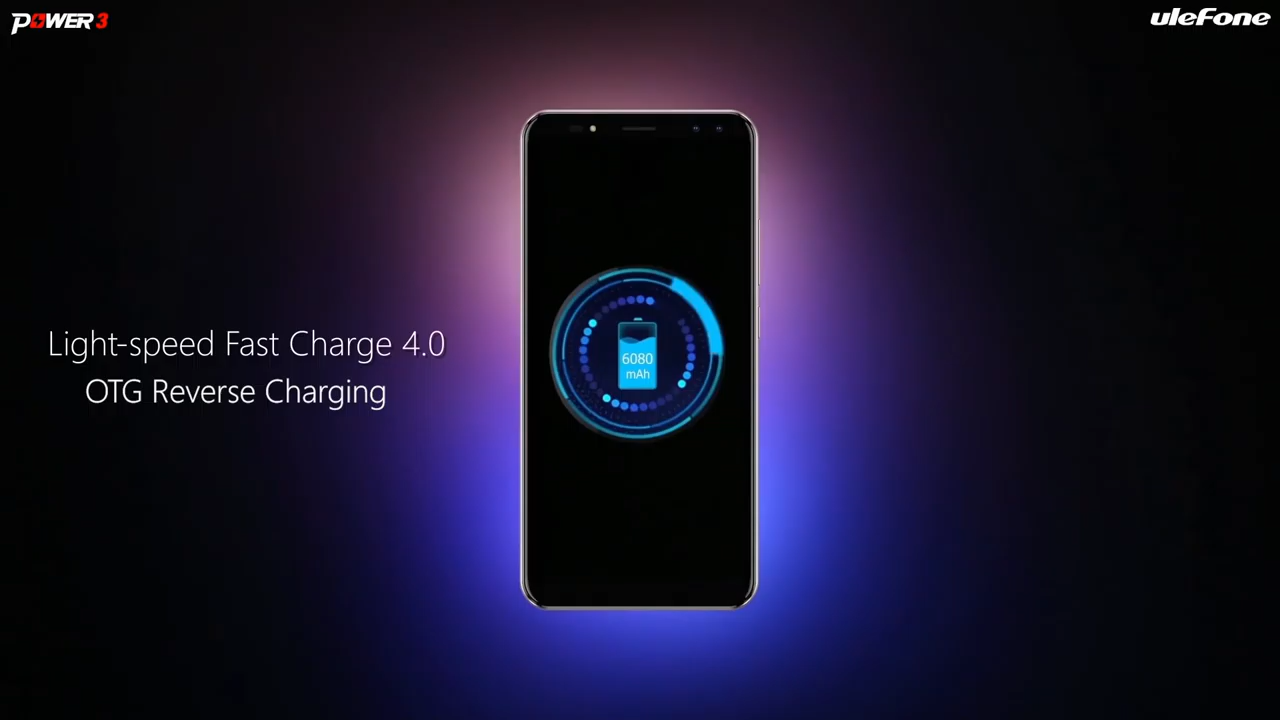 POWER 3
uleFone
Light-speed Fast Charge 4.0
OTG Reverse Charging
6080
mAh